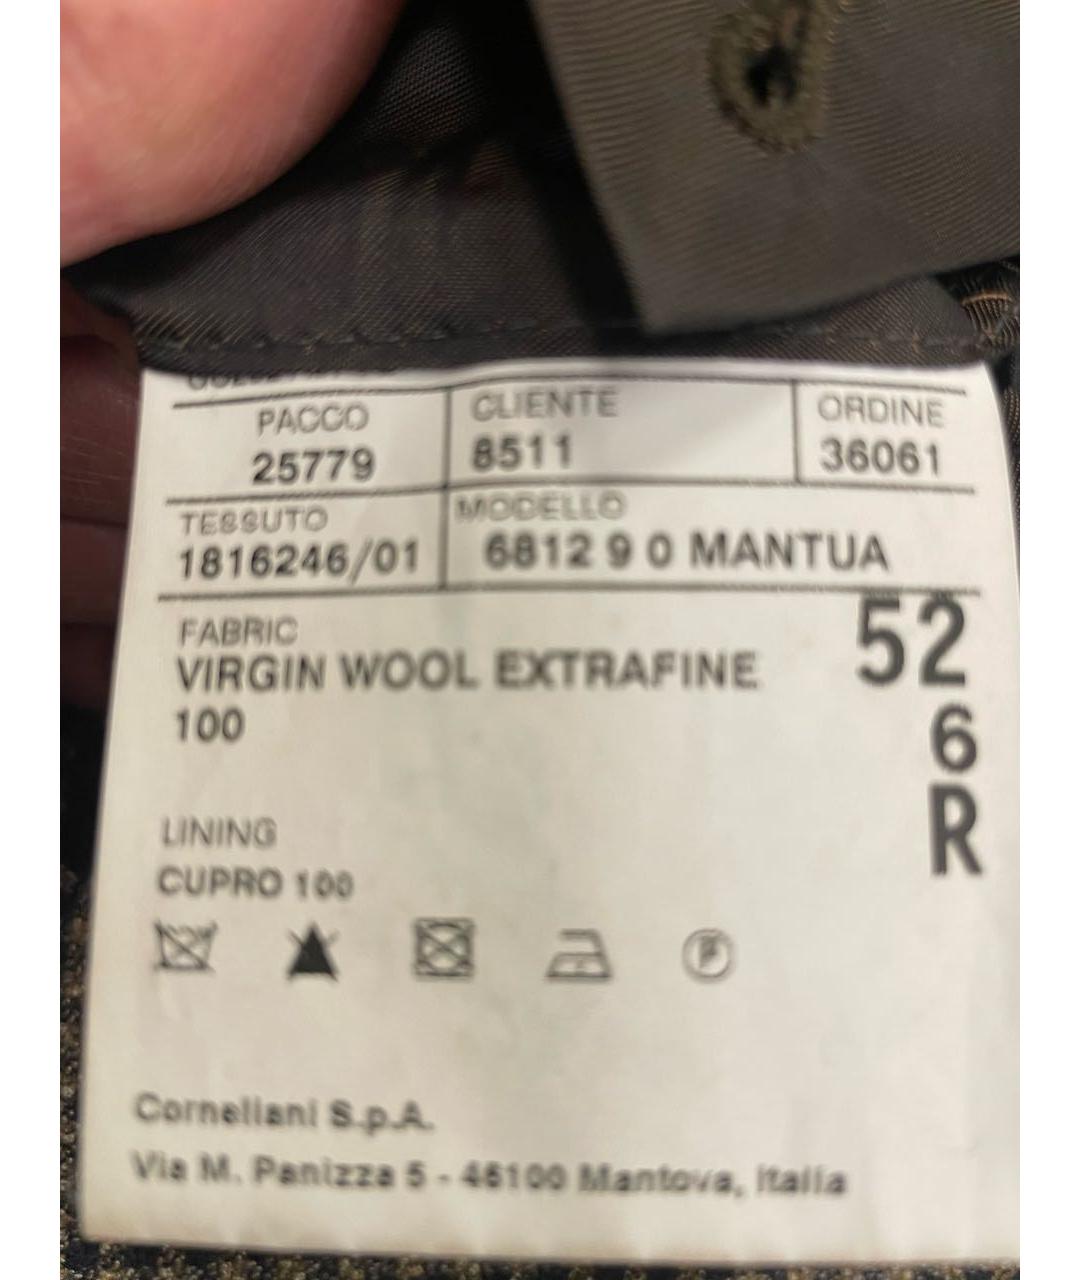 PACCO CLIENTE ORDINE
25779 8511 36061
TESSUTO MODELLO
1816246/01 6812 9 0 MANTUA
FABRIC 52
VIRGIN WOOL EXTRAFINE
100 6
R
LINING
CUPRO 100
P
Corneliani S.p.A.
Via M. Panizza 5 - 46100 Mantova, Italia